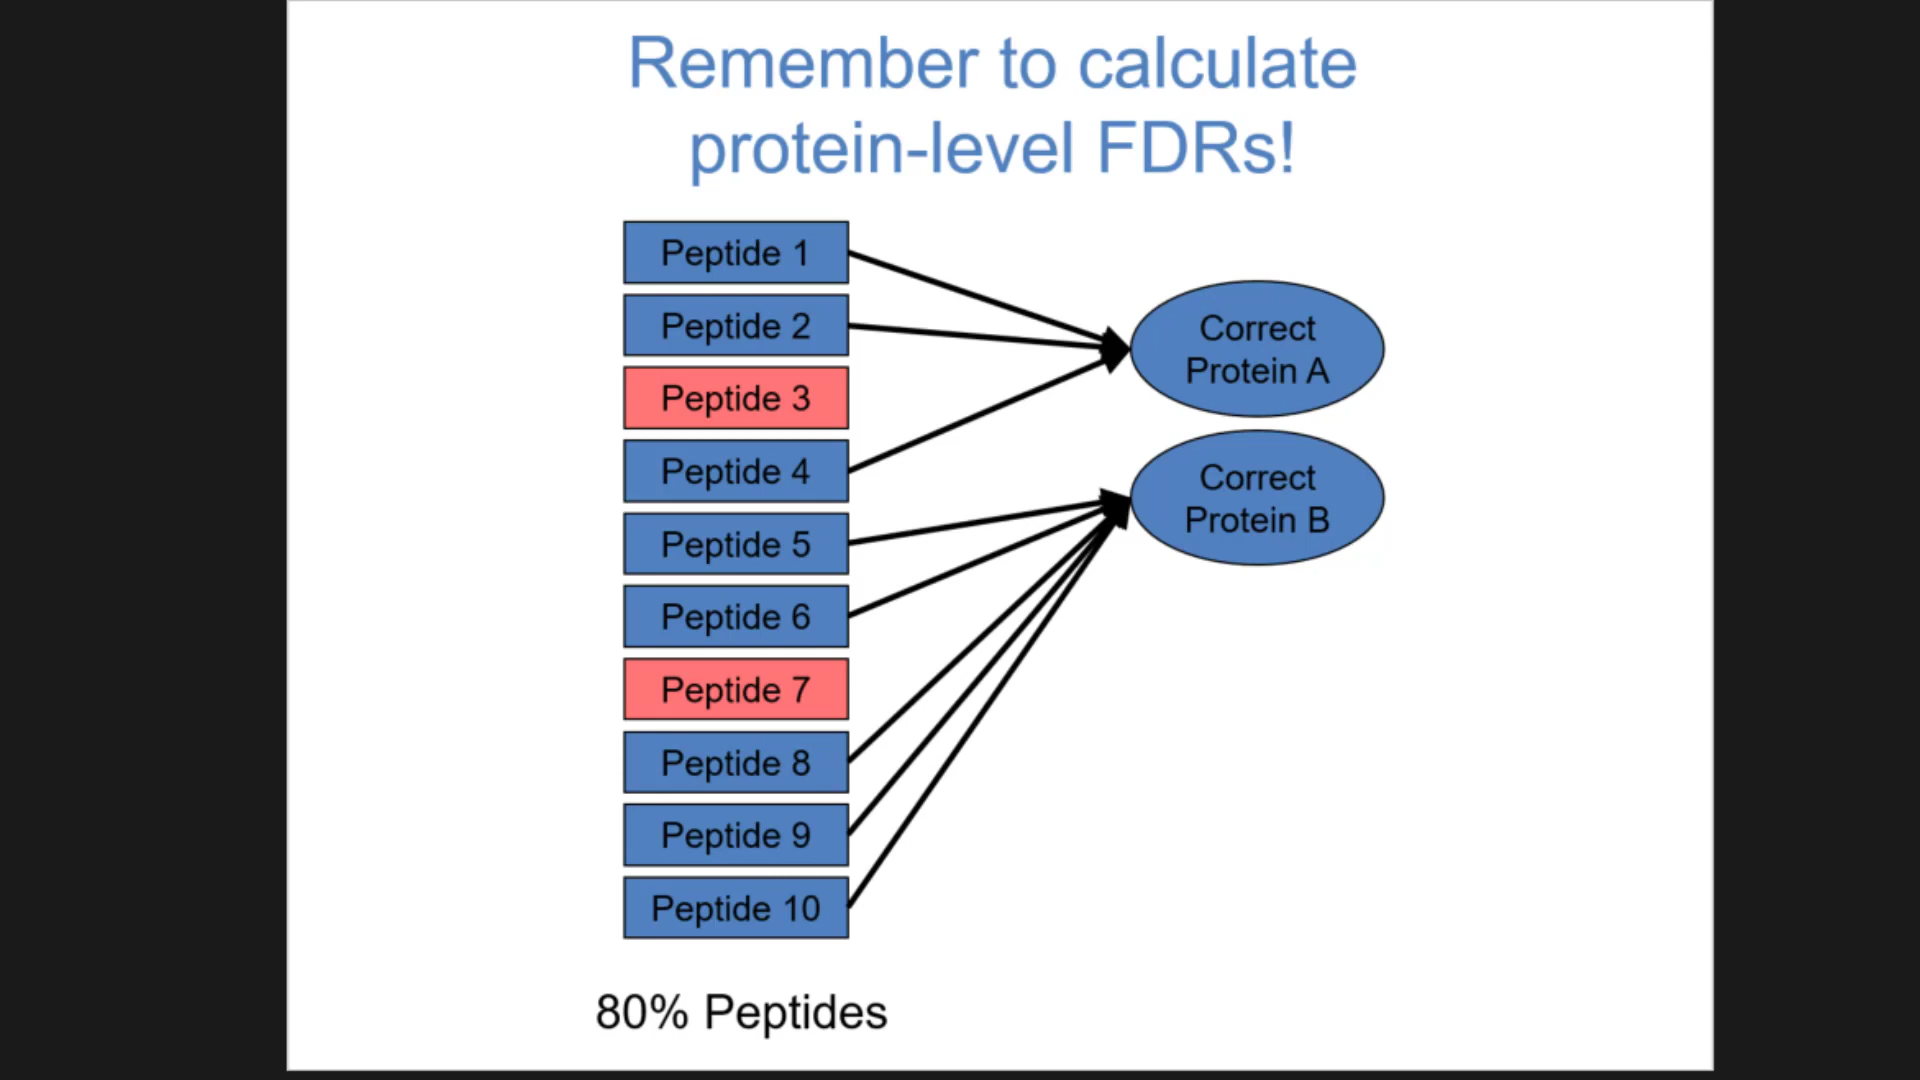 Remember to calculate
protein-level FDRs!
Peptide 1
Peptide 2
Peptide 3
Peptide 4
Peptide 5
Peptide 6
Peptide 7
Peptide 8
Peptide 9
Peptide 10
Correct
Protein A
Correct
Protein B
80% Peptides